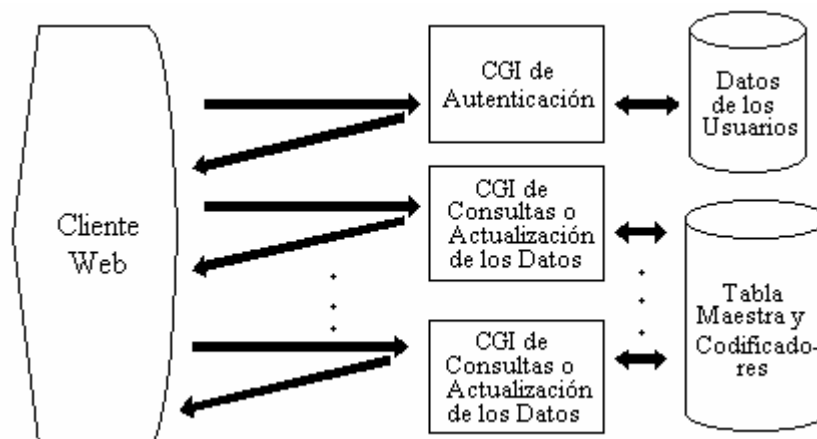 Cliente
Web
CGI de
Autenticación
Datos
de los
Usuarios
CGI de
Consultas o
Actualización
de los Datos
Tabla
Maestra y
Codificado-
res
CGI de
Consultas o
Actualización
de los Datos